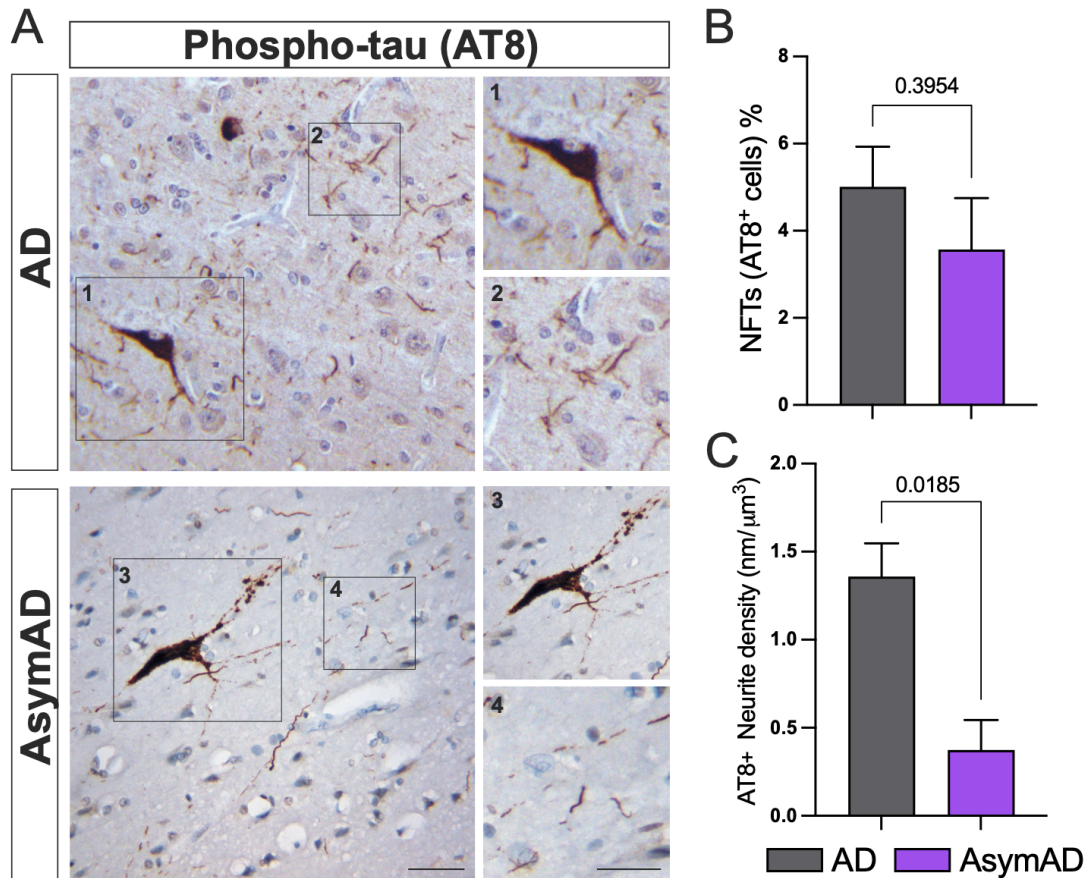 A
Phospho-tau (AT8)
AD
1
2
1
2
AsymAD
3
4
3
4
B
NFTs (AT8⁺ cells) %
8
6
4
2
0
0.3954
C
AT8+ Neurite density (nm/μm³)
2.0
1.5
1.0
0.5
0.0
0.0185
AD AsymAD